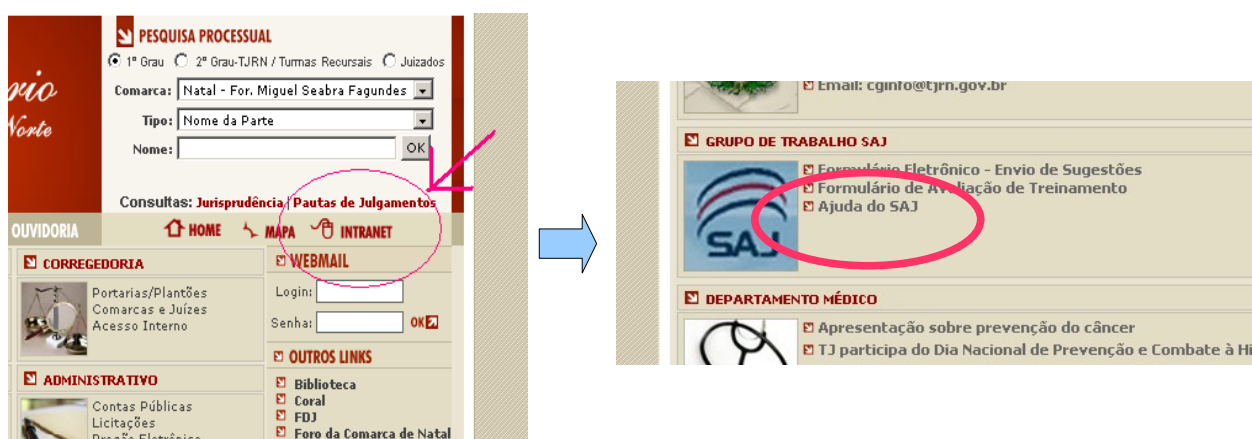 PESQUISA PROCESSUAL
1º Grau 2º Grau-TJRN / Turmas Recursais Juizados
Comarca: Natal - For. Miguel Seabra Fagundes
Tipo: Nome da Parte
Nome: OK
Norte
Consultas: Jurisprudência | Pautas de Julgamentos
OUVIDORIA HOME MAPA INTRANET
CORREGEDORIA
Portarias/Plantões
Comarcas e Juízes
Acesso Interno
ADMINISTRATIVO
Contas Públicas
Licitações
Pregão Eletrônico
WEBMAIL
Login:
Senha: OK
OUTROS LINKS
Biblioteca
Coral
FDJ
Foro da Comarca de Natal
Email: cginfo@tjrn.gov.br
GRUPO DE TRABALHO SAJ
SAJ
Formulário Eletrônico - Envio de Sugestões
Formulário de Avaliação de Treinamento
Ajuda do SAJ
DEPARTAMENTO MÉDICO
Apresentação sobre prevenção do câncer
TJ participa do Dia Nacional de Prevenção e Combate à Hi